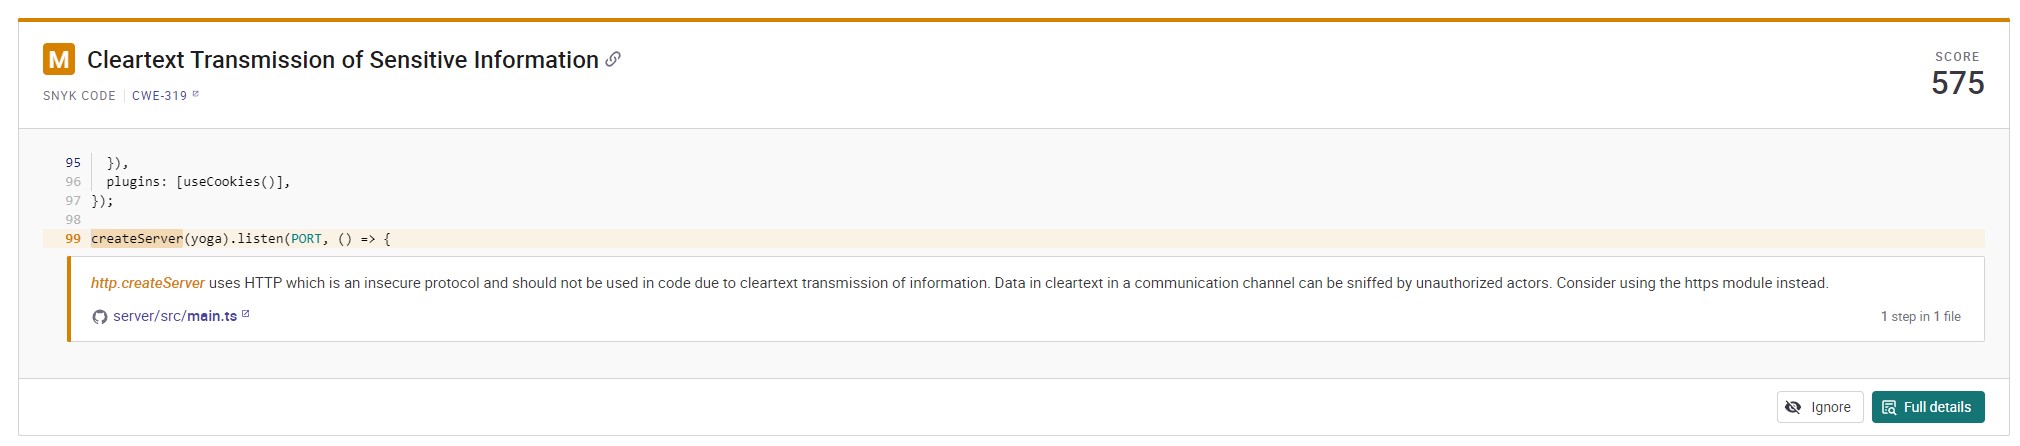 M Cleartext Transmission of Sensitive Information
SCORE
575
SNYK CODE | CWE-319
95 }),
96 plugins: [useCookies()],
97 });
98
99 createServer(yoga).listen(PORT, () => {
http.createServer uses HTTP which is an insecure protocol and should not be used in code due to cleartext transmission of information. Data in cleartext in a communication channel can be sniffed by unauthorized actors. Consider using the https module instead.
server/src/main.ts
1 step in 1 file
Ignore
Full details